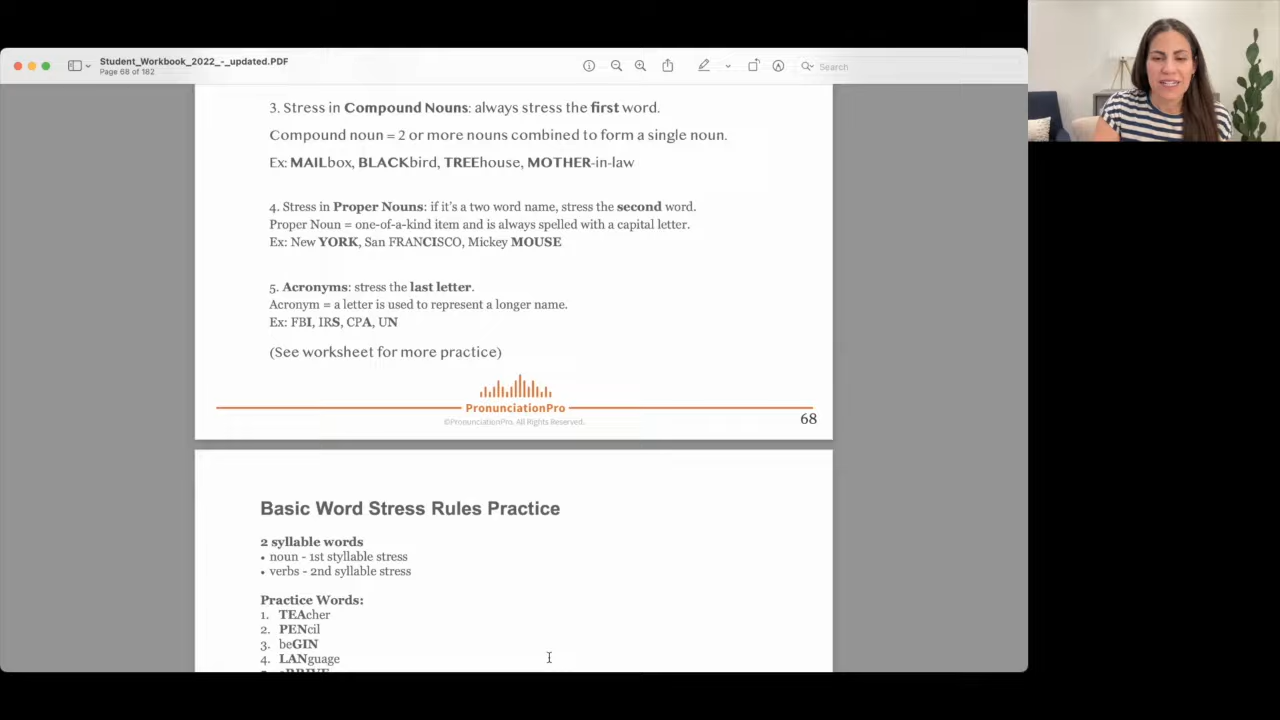 Student_Workbook_2022_-_updated.PDF
Page 68 of 182
Search
3. Stress in Compound Nouns: always stress the first word.
Compound noun = 2 or more nouns combined to form a single noun.
Ex: MAILbox, BLACKbird, TREEhouse, MOTHER-in-law
4. Stress in Proper Nouns: if it's a two word name, stress the second word.
Proper Noun = one-of-a-kind item and is always spelled with a capital letter.
Ex: New YORK, San FRANCISCO, Mickey MOUSE
5. Acronyms: stress the last letter.
Acronym = a letter is used to represent a longer name.
Ex: FBI, IRS, CPA, UN
(See worksheet for more practice)
PronunciationPro
©PronunciationPro. All Rights Reserved.
68
Basic Word Stress Rules Practice
2 syllable words
• noun - 1st styllable stress
• verbs - 2nd syllable stress
Practice Words:
1. TEAcher
2. PENcil
3. beGIN
4. LANguage